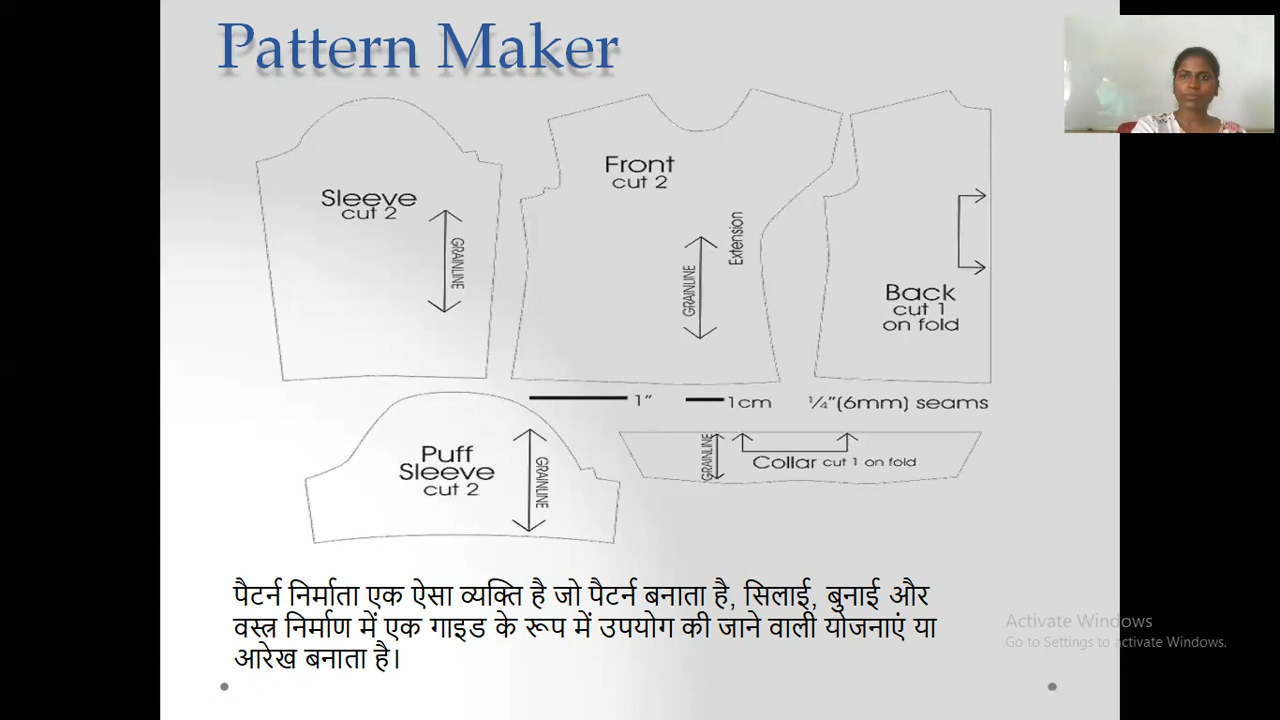 Pattern Maker
Sleeve
cut 2
GRAINLINE
Front
cut 2
Extension
GRAINLINE
Back
cut 1
on fold
1"
1cm
¼"(6mm) seams
Puff
Sleeve
cut 2
GRAINLINE
GRAINLINE
Collar cut 1 on fold
पैटर्न निर्माता एक ऐसा व्यक्ति है जो पैटर्न बनाता है, सिलाई, बुनाई और
वस्त्र निर्माण में एक गाइड के रूप में उपयोग की जाने वाली योजनाएं या
आरेख बनाता है।
Activate Windows
Go to Settings to activate Windows.